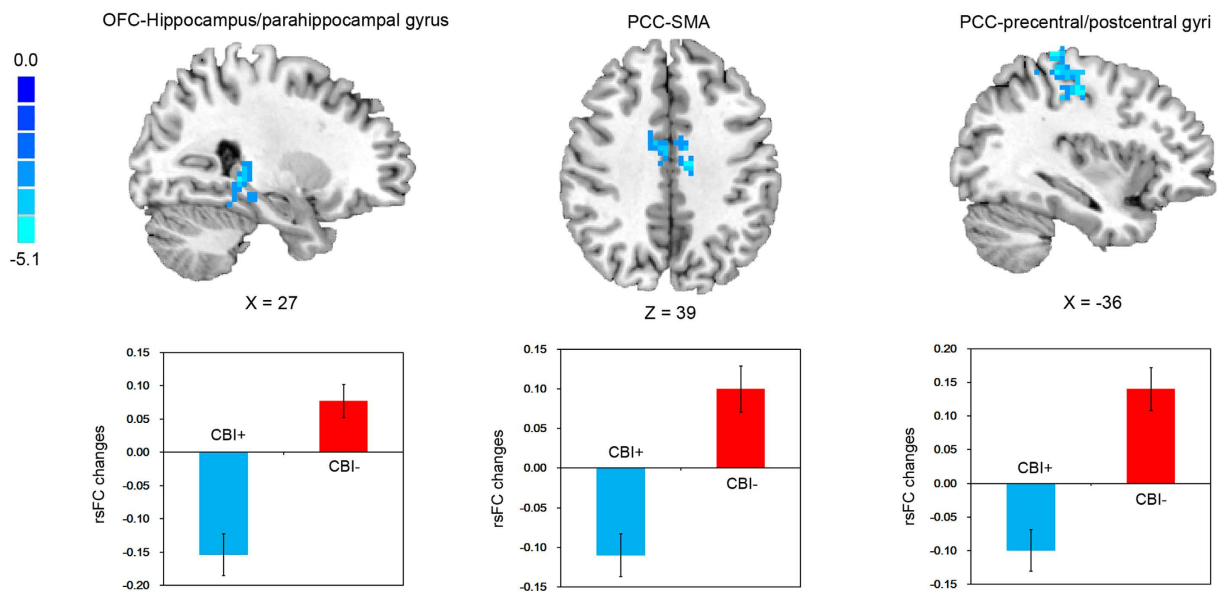 OFC-Hippocampus/parahippocampal gyrus
PCC-SMA
PCC-precentral/postcentral gyri
0.0
-5.1
X = 27
Z = 39
X = -36
rsFC changes
0.15
0.10
0.05
0.00
-0.05
-0.10
-0.15
-0.20
CBI+
CBI-
rsFC changes
0.15
0.10
0.05
0.00
-0.05
-0.10
-0.15
CBI+
CBI-
rsFC changes
0.20
0.15
0.10
0.05
0.00
-0.05
-0.10
-0.15
CBI+
CBI-